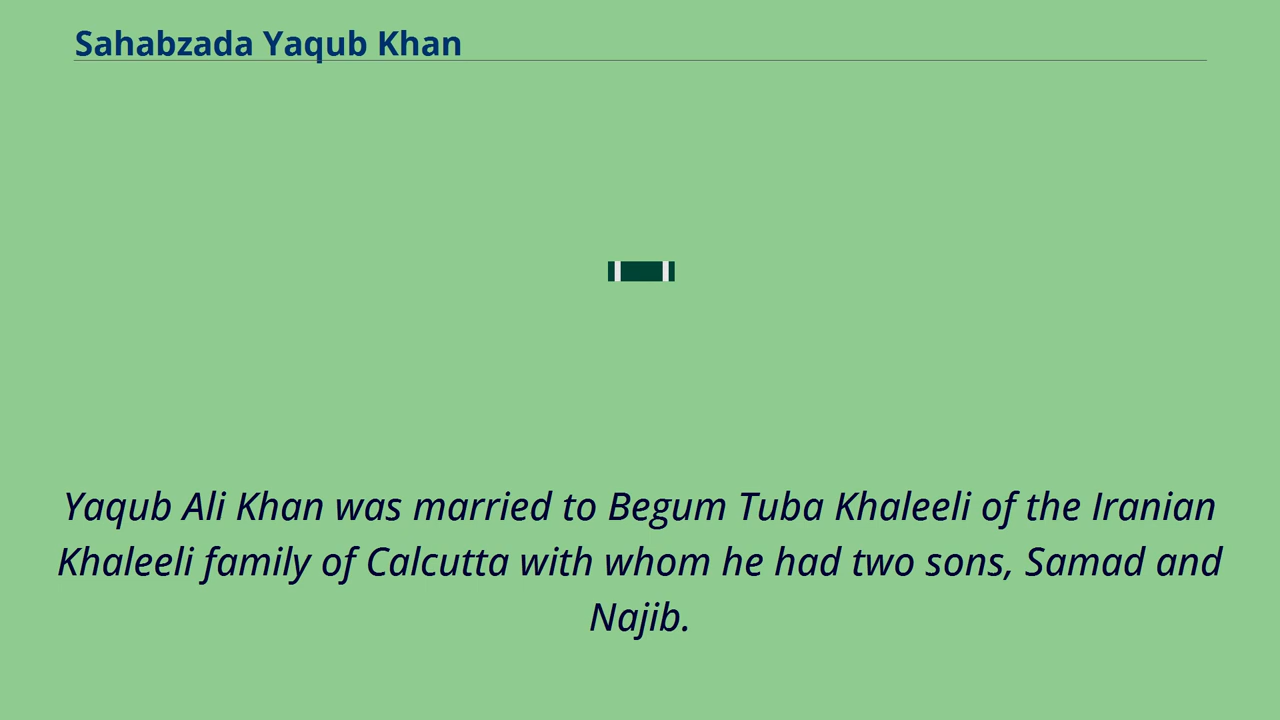 Sahabzada Yaqub Khan
Yaqub Ali Khan was married to Begum Tuba Khaleeli of the Iranian
Khaleeli family of Calcutta with whom he had two sons, Samad and
Najib.